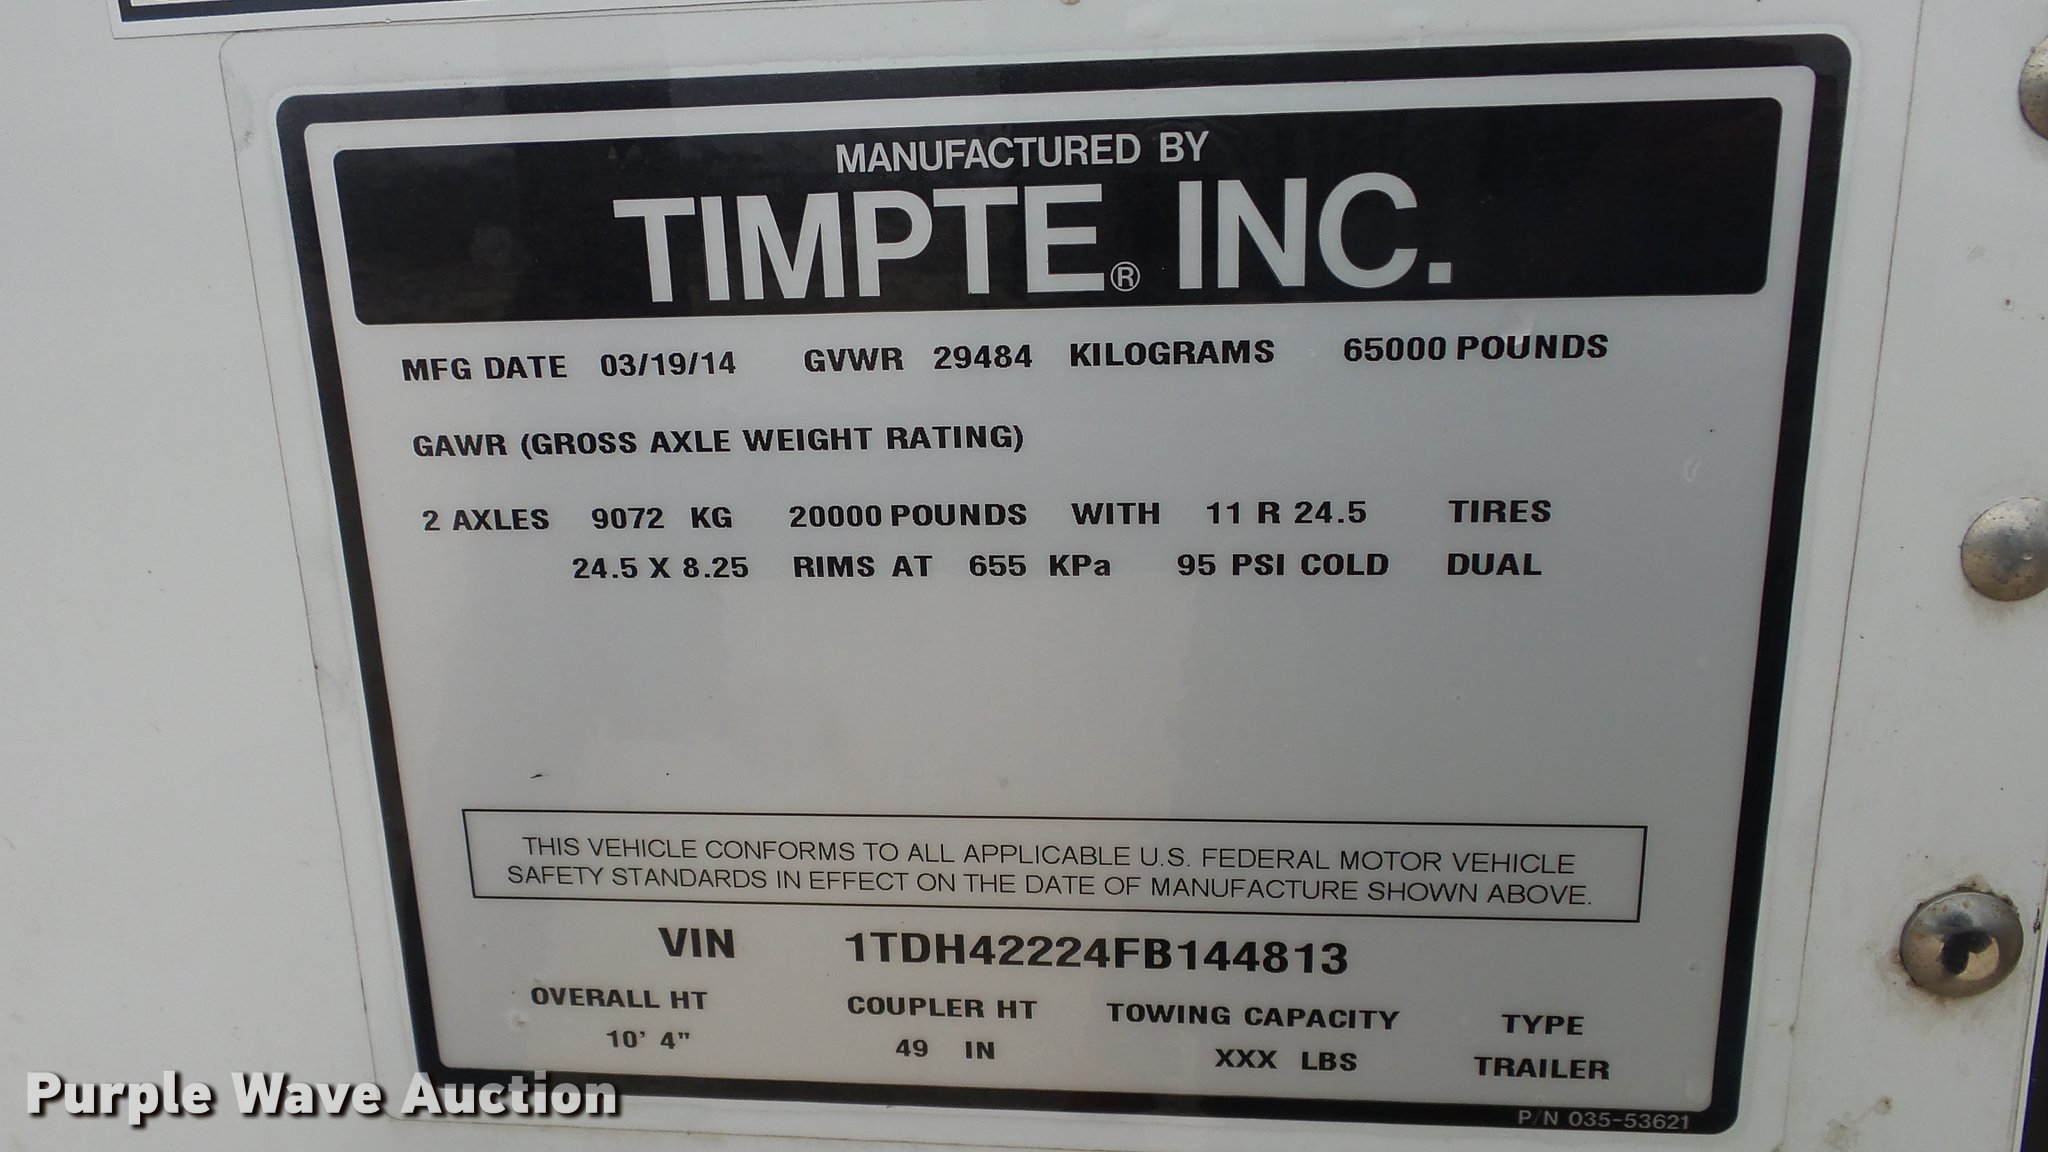 MANUFACTURED BY
TIMPTE® INC.
MFG DATE 03/19/14 GVWR 29484 KILOGRAMS 65000 POUNDS
GAWR (GROSS AXLE WEIGHT RATING)
2 AXLES 9072 KG 20000 POUNDS WITH 11 R 24.5 TIRES
24.5 X 8.25 RIMS AT 655 KPa 95 PSI COLD DUAL
THIS VEHICLE CONFORMS TO ALL APPLICABLE U.S. FEDERAL MOTOR VEHICLE
SAFETY STANDARDS IN EFFECT ON THE DATE OF MANUFACTURE SHOWN ABOVE.
VIN 1TDH42224FB144813
OVERALL HT COUPLER HT TOWING CAPACITY TYPE
10' 4" 49 IN XXX LBS TRAILER
P/N 035-53621
Purple Wave Auction